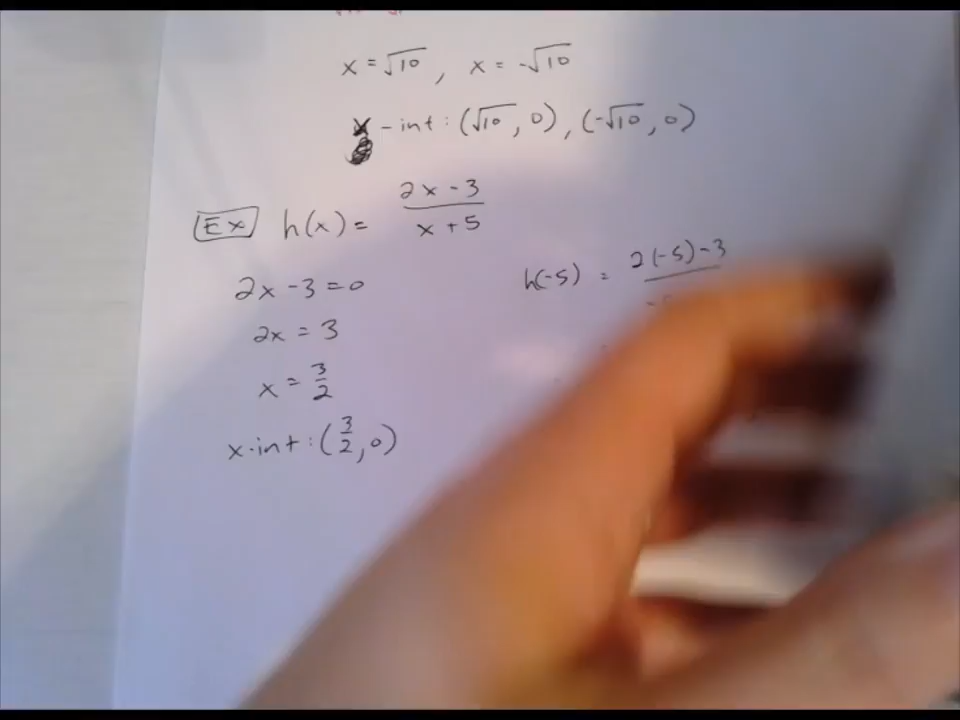 x = √10 , x = -√10
x - int : (√10 , 0) , (-√10 , 0)
Ex h(x) = 2x - 3 / x + 5
2x - 3 = 0
2x = 3
x = 3/2
x-int : (3/2, 0)
h(-5) = 2(-5) - 3